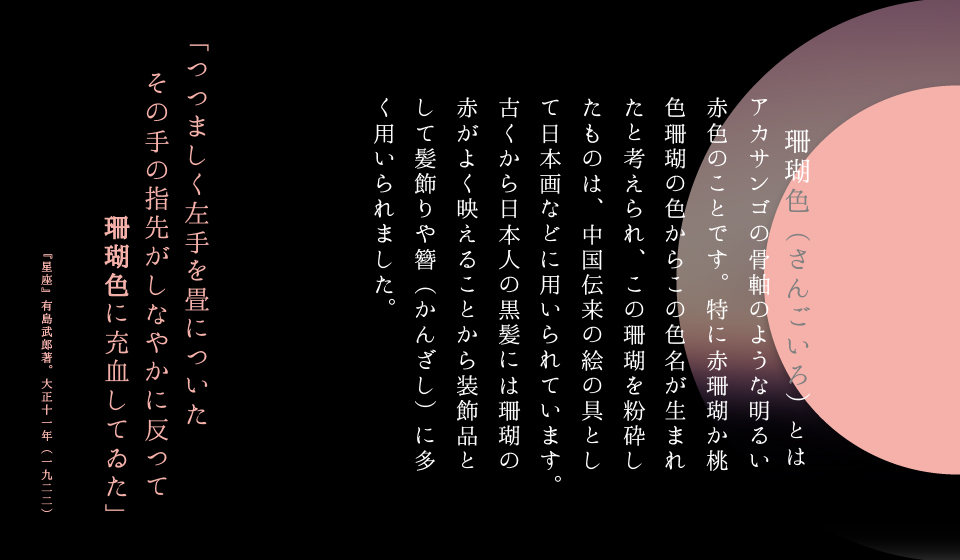 珊瑚色（さんごいろ）とは
アカサンゴの骨軸のような明るい
赤色のことです。特に赤珊瑚か桃
色珊瑚の色からこの色名が生まれ
たと考えられ、この珊瑚を粉砕し
たものは、中国伝来の絵の具とし
て日本画などに用いられています。
古くから日本人の黒髪には珊瑚の
赤がよく映えることから装飾品と
して髪飾りや簪（かんざし）に多
く用いられました。
「つつましく左手を畳についた
その手の指先がしなやかに反つて
珊瑚色に充血してゐた」
『星座』有島武郎著。大正十一年（一九二二）